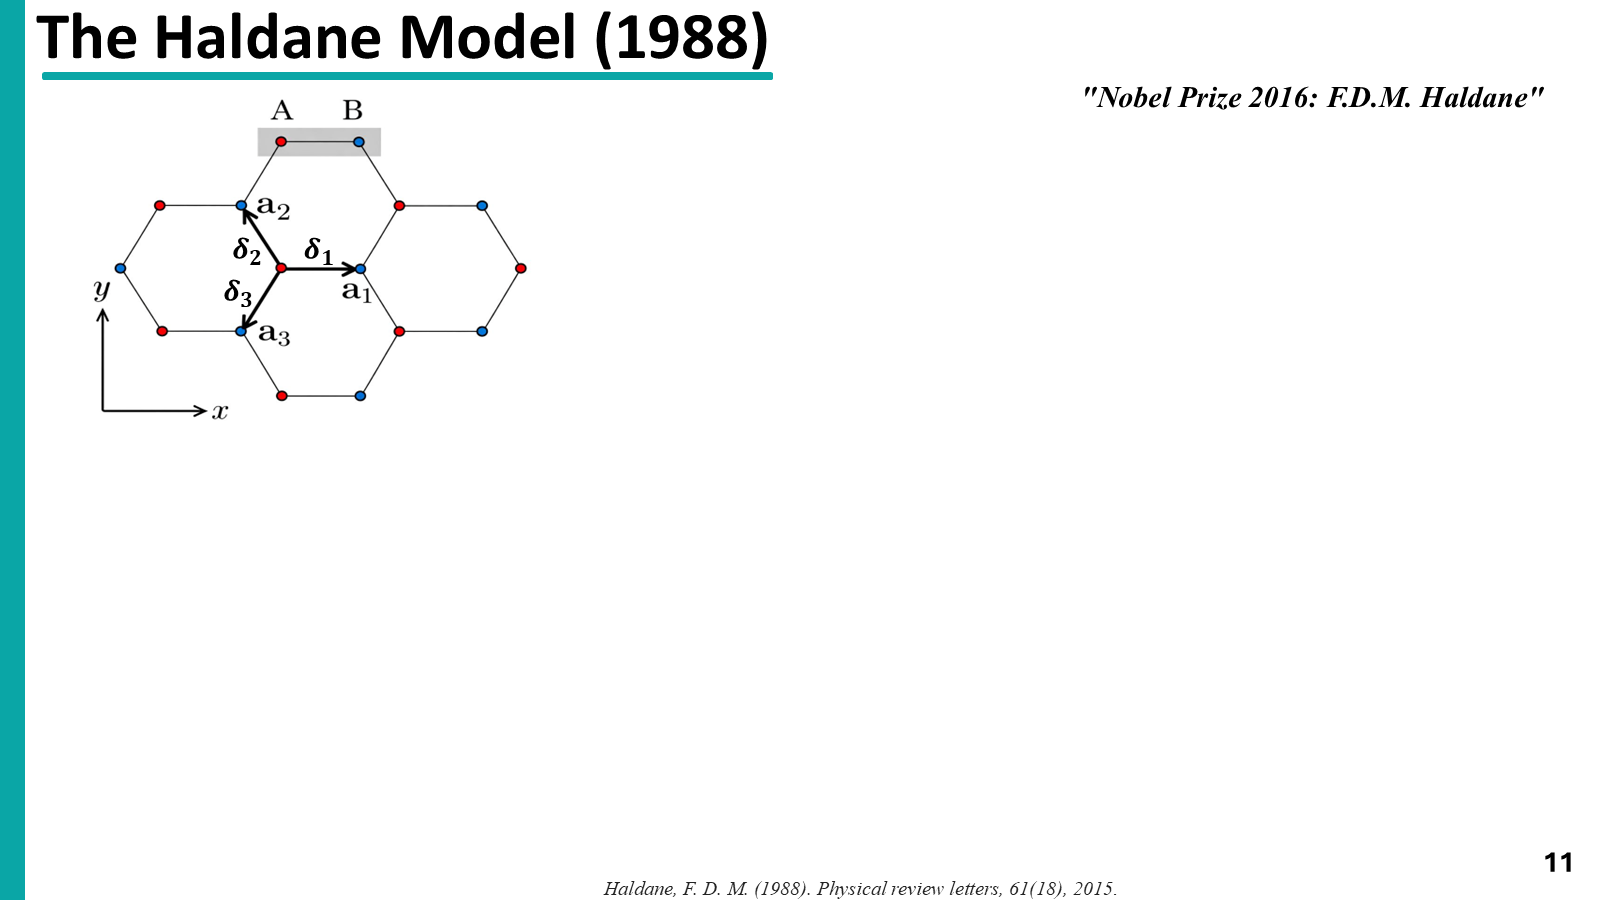 The Haldane Model (1988)
"Nobel Prize 2016: F.D.M. Haldane"
A B
a₂
δ₂ δ₁
δ₃ a₁
y
a₃
x
11
Haldane, F. D. M. (1988). Physical review letters, 61(18), 2015.